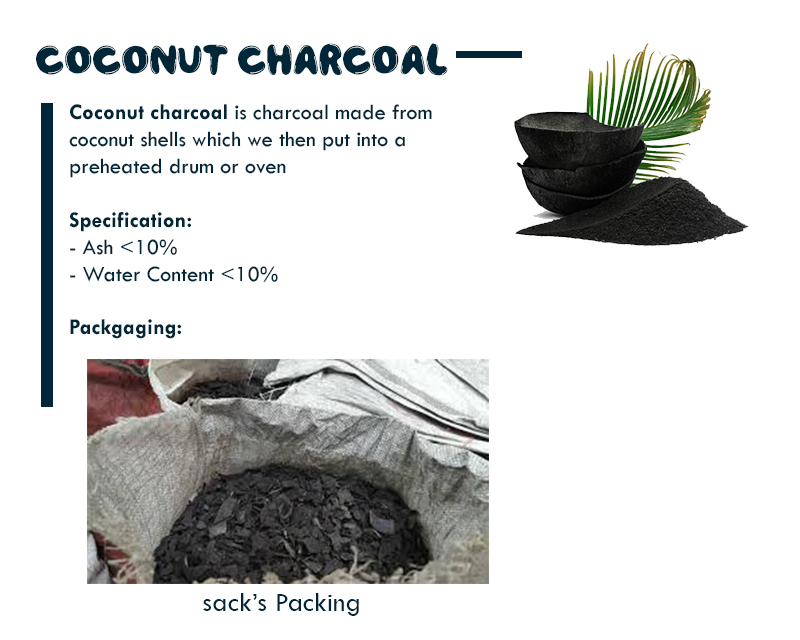 COCONUT CHARCOAL
Coconut charcoal is charcoal made from
coconut shells which we then put into a
preheated drum or oven
Specification:
- Ash <10%
- Water Content <10%
Packgaging:
sack's Packing